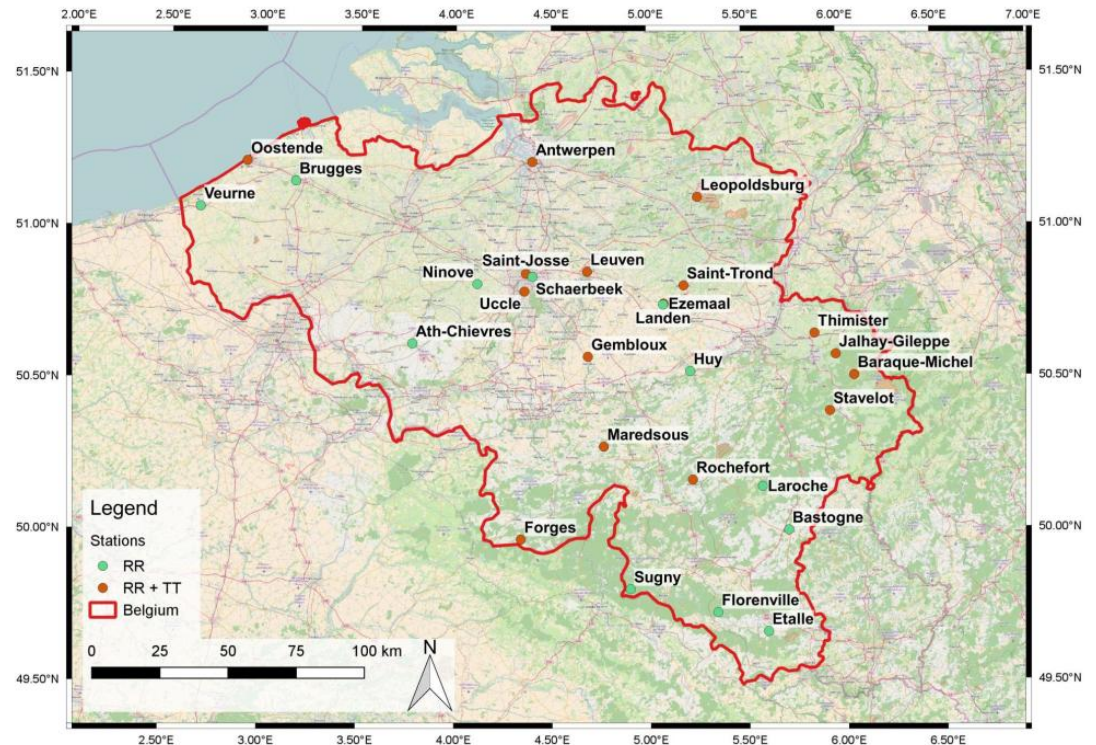 2.00°E 2.50°E 3.00°E 3.50°E 4.00°E 4.50°E 5.00°E 5.50°E 6.00°E 6.50°E 7.00°E
51.50°N 51.50°N
Oostende
Antwerpen
Brugges
Leopoldsburg
Veurne
51.00°N 51.00°N
Saint-Josse
Leuven
Ninove
Saint-Trond
Schaerbeek
Uccle
Ezemaal
Landen
Thimister
Ath-Chievres
Gembloux
Jalhay-Gileppe
Huy
Baraque-Michel
50.50°N 50.50°N
Stavelot
Maredsous
Rochefort
Laroche
Legend
Bastogne
50.00°N 50.00°N
Forges
Stations
RR
Sugny
RR + TT
Florenville
Belgium
Etalle
0 25 50 75 100 km
N
49.50°N 49.50°N
2.50°E 3.00°E 3.50°E 4.00°E 4.50°E 5.00°E 5.50°E 6.00°E 6.50°E